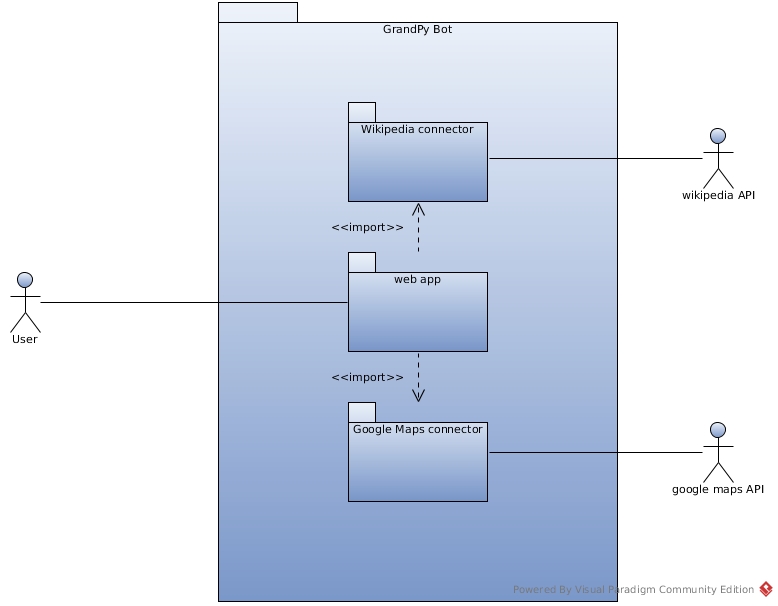 GrandPy Bot
Wikipedia connector
wikipedia API
<<import>>
web app
User
<<import>>
Google Maps connector
google maps API
Powered By Visual Paradigm Community Edition